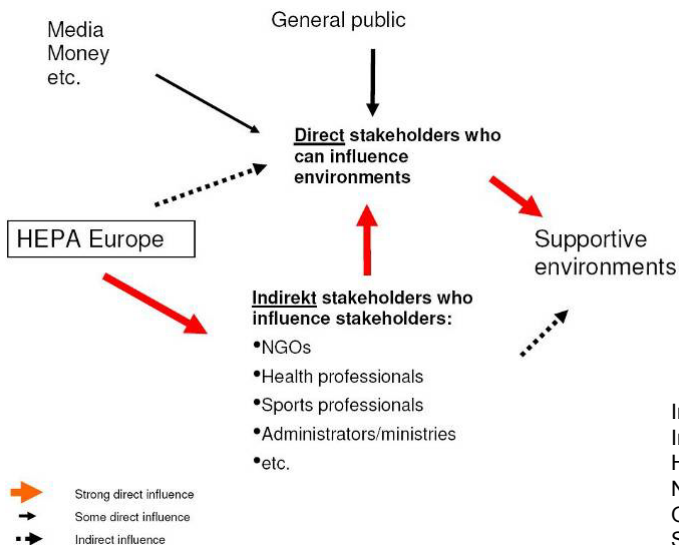 Media
Money
etc.
General public
Direct stakeholders who
can influence
environments
HEPA Europe
Supportive
environments
Indirekt stakeholders who
influence stakeholders:
•NGOs
•Health professionals
•Sports professionals
•Administrators/ministries
•etc.
Strong direct influence
Some direct influence
Indirect influence